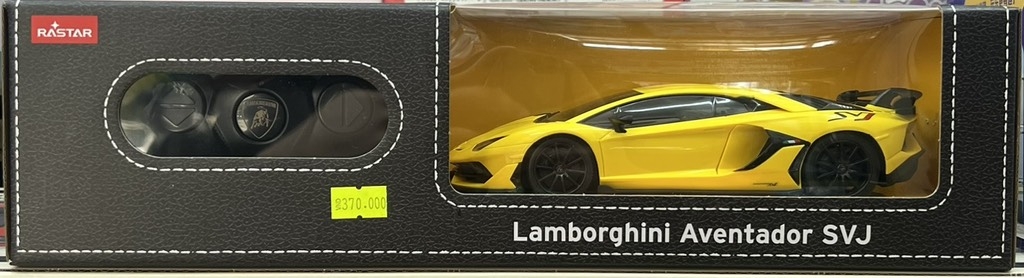 RASTAR
370.000
SVJ
Lamborghini Aventador SVJ